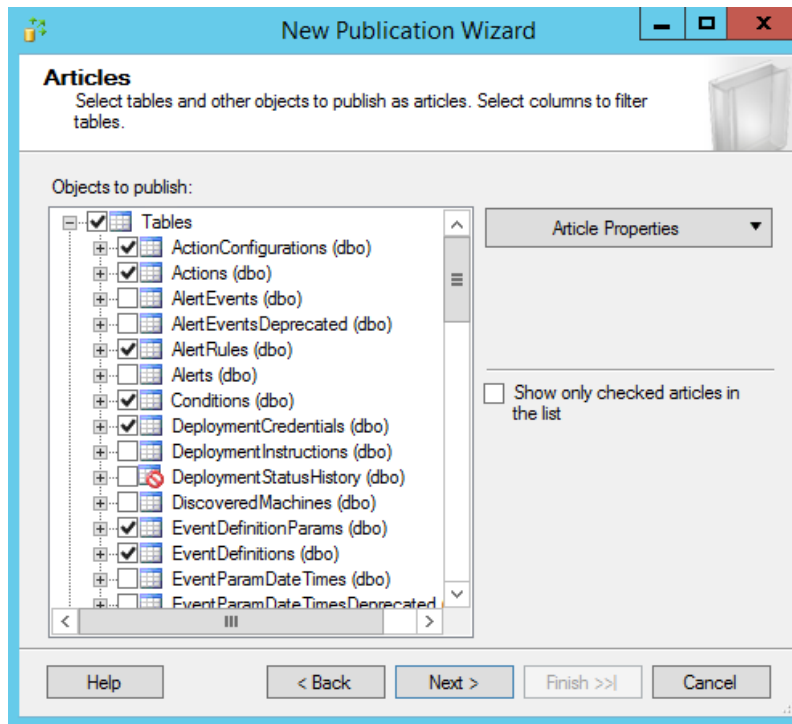 New Publication Wizard
Articles
Select tables and other objects to publish as articles. Select columns to filter
tables.
Objects to publish:
Tables
ActionConfigurations (dbo)
Actions (dbo)
AlertEvents (dbo)
AlertEventsDeprecated (dbo)
AlertRules (dbo)
Alerts (dbo)
Conditions (dbo)
DeploymentCredentials (dbo)
DeploymentInstructions (dbo)
DeploymentStatusHistory (dbo)
DiscoveredMachines (dbo)
EventDefinitionParams (dbo)
EventDefinitions (dbo)
EventParamDateTimes (dbo)
EventParamDateTimesDeprecated
Article Properties
Show only checked articles in
the list
Help
< Back
Next >
Finish >>|
Cancel